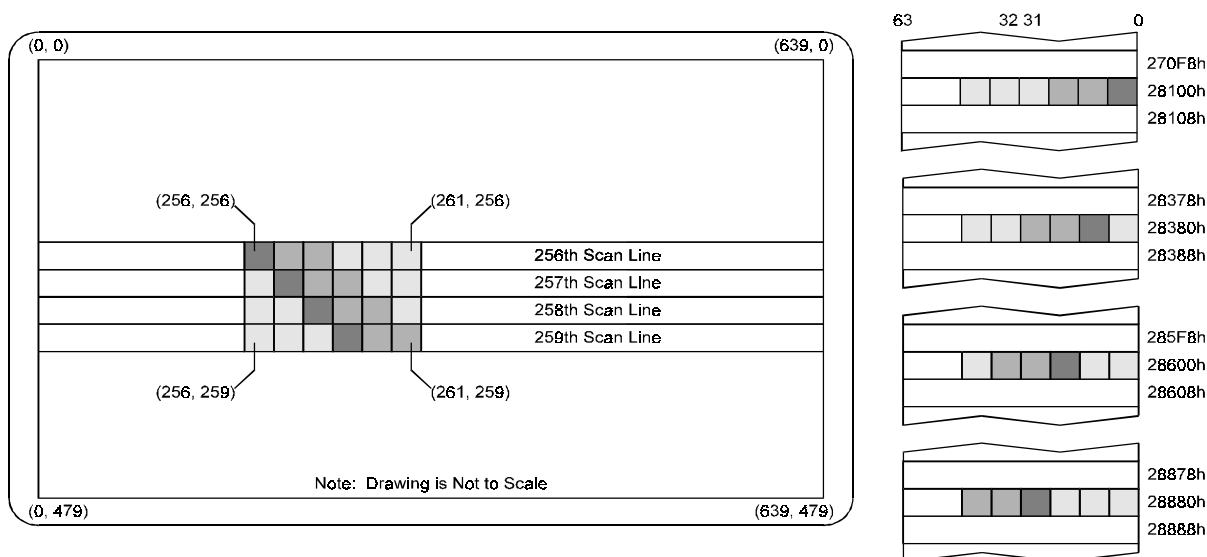 (0, 0) (639, 0)
(256, 256) (261, 256)
256th Scan Line
257th Scan Line
258th Scan Line
259th Scan Line
(256, 259) (261, 259)
Note: Drawing is Not to Scale
(0, 479) (639, 479)
63 32 31 0
270F8h
28100h
28108h
28378h
28380h
28388h
285F8h
28600h
28608h
28878h
28880h
28888h